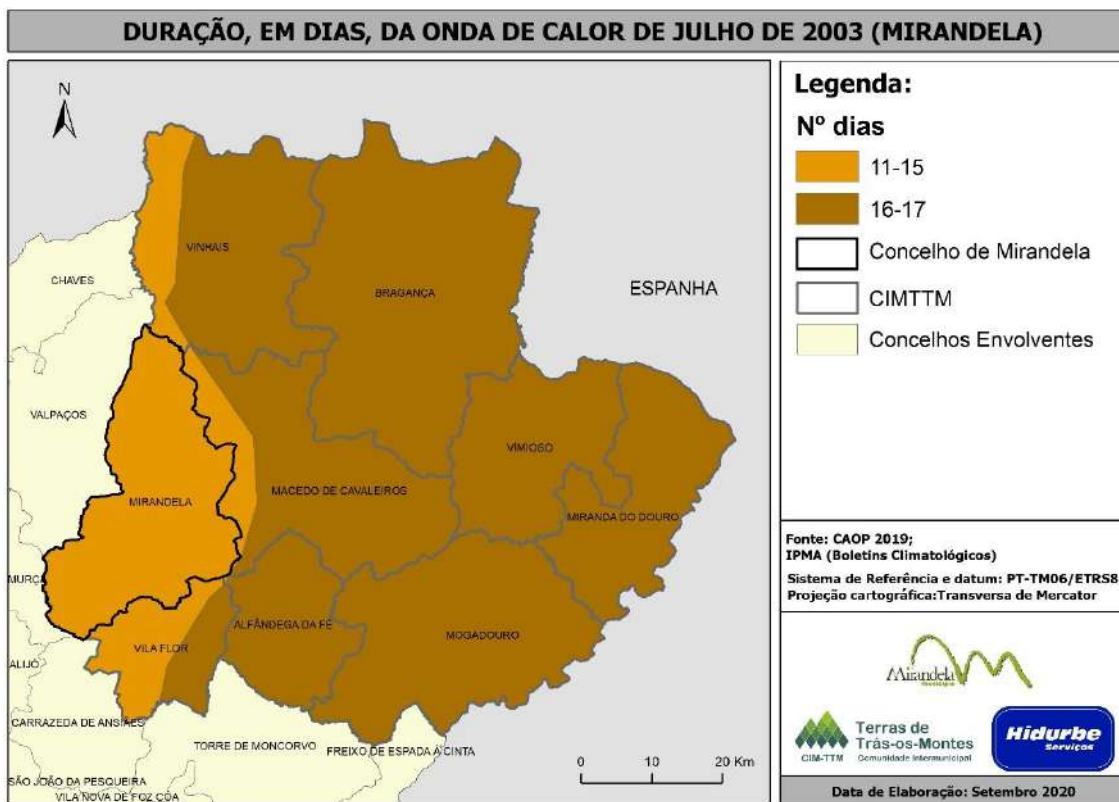 DURAÇÃO, EM DIAS, DA ONDA DE CALOR DE JULHO DE 2003 (MIRANDELA)
N
VINHAIS
BRAGANÇA
ESPANHA
CHAVES
VALPAÇOS
VIMIOSO
MACEDO DE CAVALEIROS
MIRANDELA
MIRANDA DO DOURO
MURÇA
ALFÂNDEGA DA FÉ
MOGADOURO
VILA FLOR
ALIJÓ
CARRAZEDA DE ANSIÃES
TORRE DE MONCORVO
FREIXO DE ESPADA À CINTA
SÃO JOÃO DA PESQUEIRA
VILA NOVA DE FOZ CÔA
0 10 20 Km
Legenda:
Nº dias
11-15
16-17
Concelho de Mirandela
CIMTTM
Concelhos Envolventes
Fonte: CAOP 2019;
IPMA (Boletins Climatológicos)
Sistema de Referência e datum: PT-TM06/ETRS8
Projeção cartográfica:Transversa de Mercator
Mirandela
Terras de
Trás-os-Montes
CIM-TTM Comunidade Intermunicipal
Hidurbe
Serviços
Data de Elaboração: Setembro 2020